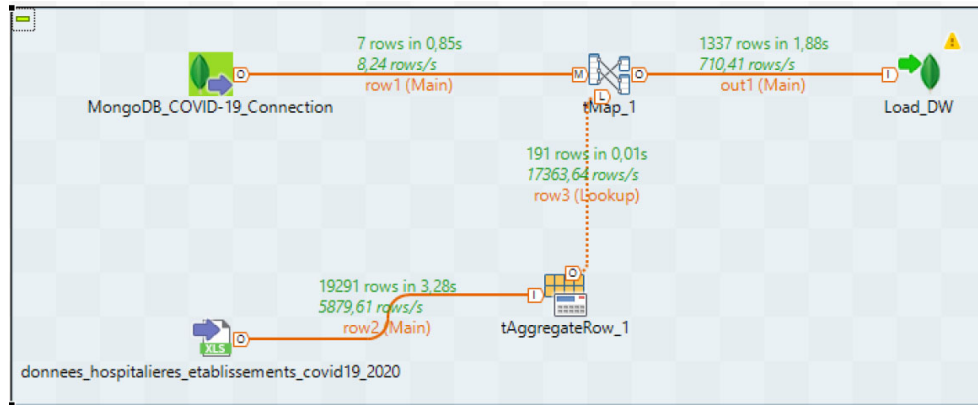 7 rows in 0,85s
8,24 rows/s
row1 (Main)
1337 rows in 1,88s
710,41 rows/s
out1 (Main)
O
M
O
I
L
MongoDB_COVID-19_Connection
tMap_1
Load_DW
191 rows in 0,01s
17363,64 rows/s
row3 (Lookup)
O
19291 rows in 3,28s
5879,61 rows/s
row2 (Main)
I
tAggregateRow_1
XLS
O
donnees_hospitalieres_etablissements_covid19_2020